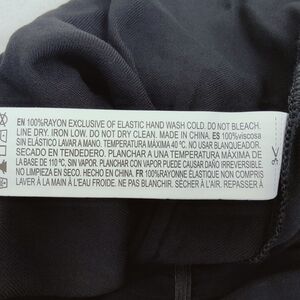 EN 100%RAYON EXCLUSIVE OF ELASTIC HAND WASH COLD. DO NOT BLEACH.
LINE DRY. IRON LOW. DO NOT DRY CLEAN. MADE IN CHINA. ES 100%viscosa
SIN ELÁSTICO LAVAR A MANO. TEMPERATURA MÁXIMA 40 ºC. NO USAR BLANQUEADOR.
SECADO EN TENDEDERO. PLANCHAR A UNA TEMPERATURA MÁXIMA DE
LA BASE DE 110 ºC, SIN VAPOR. PLANCHAR CON VAPOR PUEDE CAUSAR DAÑO IRREVERSIBLE.
NO LIMPIEZA EN SECO. HECHO EN CHINA. FR 100%RAYONNE ÉLASTIQUE NON COMPRIS
LAVER À LA MAIN À L'EAU FROIDE. NE PAS BLANCHIR. SÉCHER À L'AIR. REPASSER À